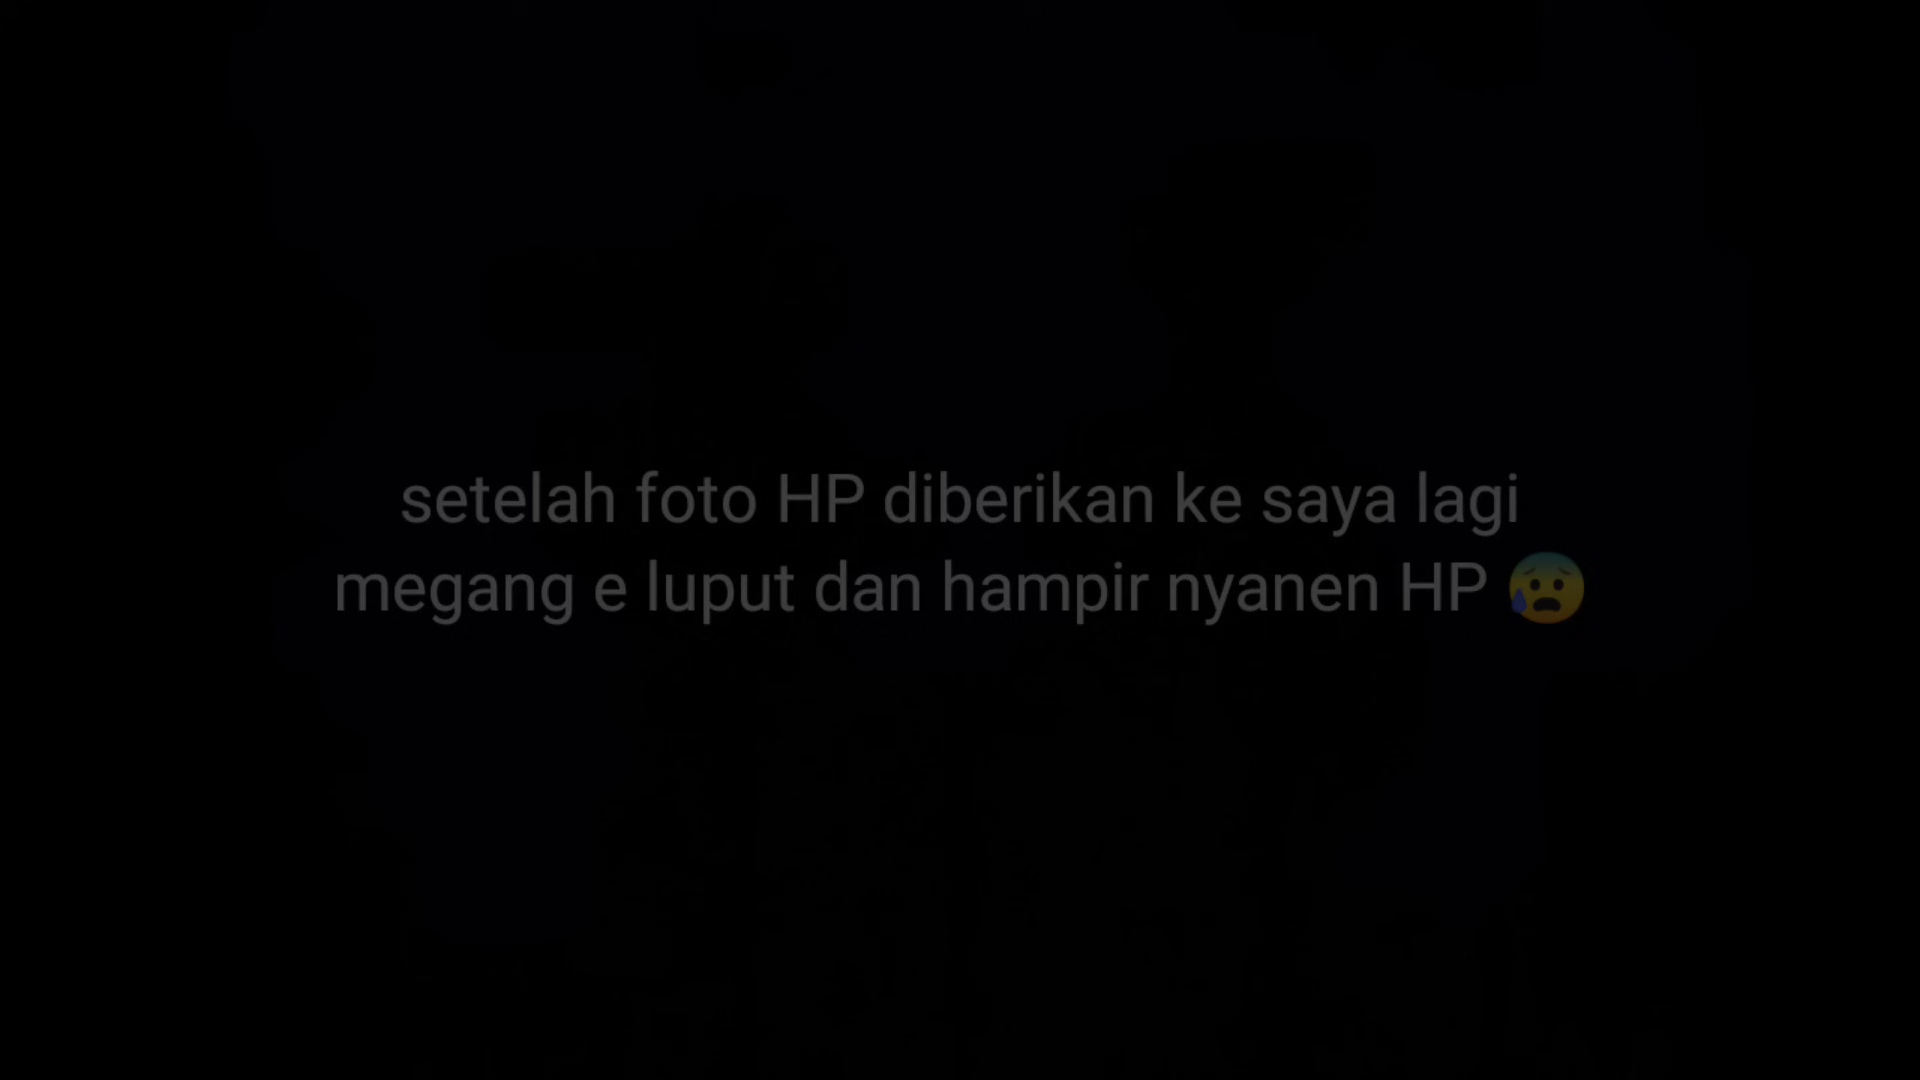 setelah foto HP diberikan ke saya lagi
megang e luput dan hampir nyanen HP 😰